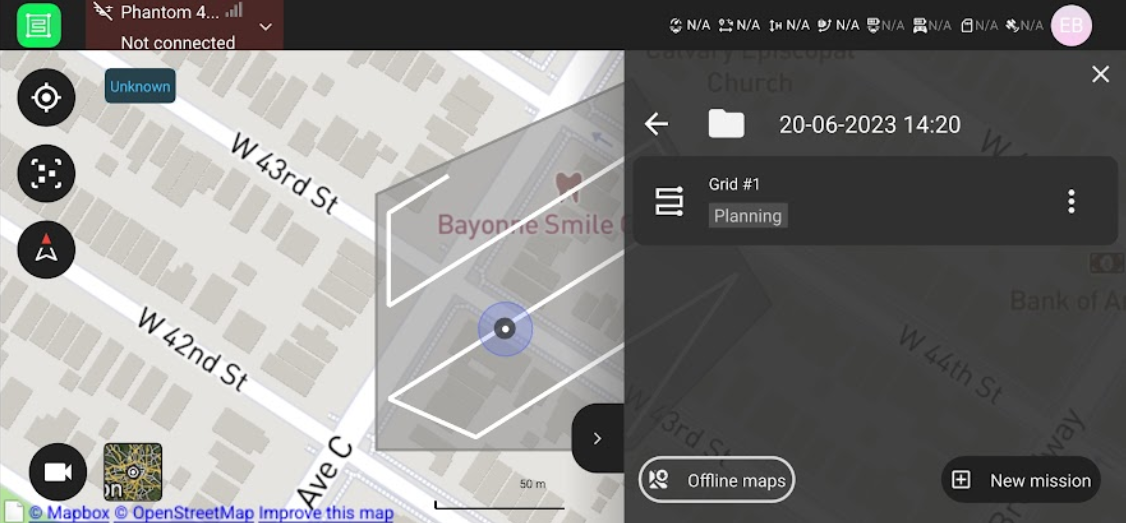 Phantom 4...
Not connected
N/A N/A N/A N/A N/A N/A N/A N/A
EB
Unknown
Calvary Episcopal
Church
20-06-2023 14:20
W 43rd St
Grid #1
Planning
Bayonne Smile
Bank of A
W 42nd St
W 44th St
W 43rd St
Ave C
50 m
Offline maps
New mission
© Mapbox © OpenStreetMap Improve this map